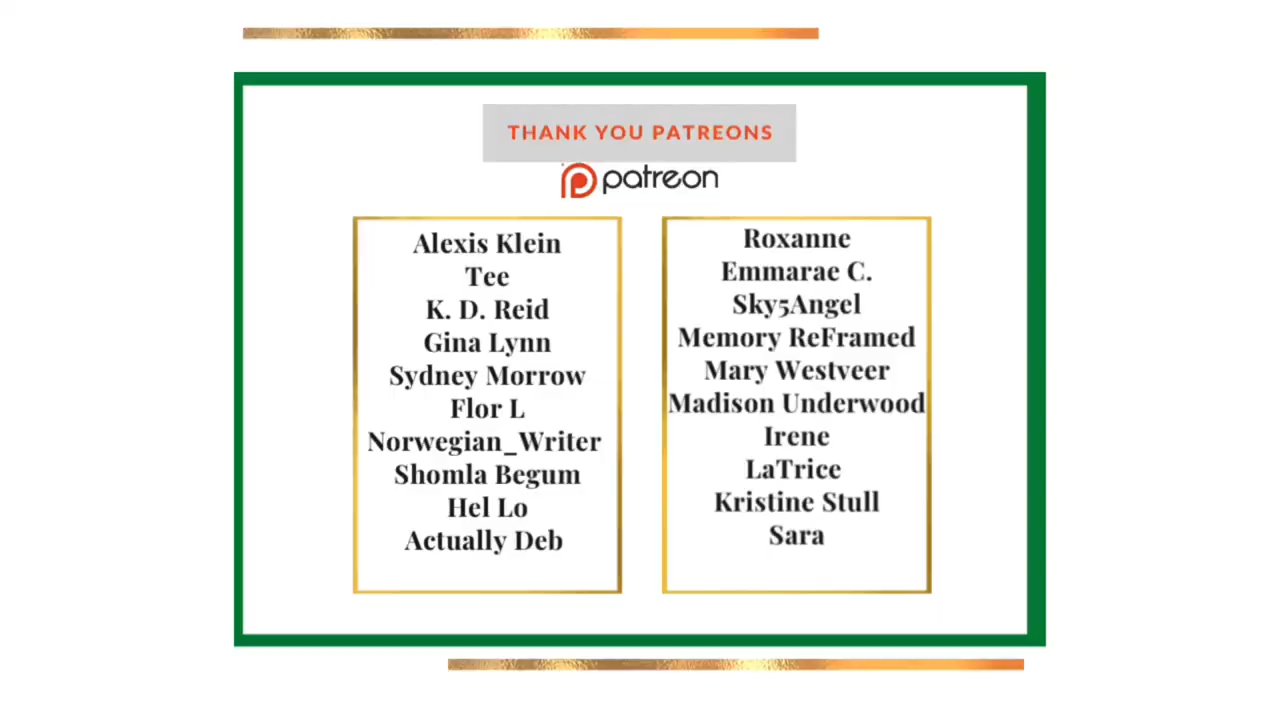 THANK YOU PATREONS
patreon
Alexis Klein
Tee
K. D. Reid
Gina Lynn
Sydney Morrow
Flor L
Norwegian_Writer
Shomla Begum
Hel Lo
Actually Deb
Roxanne
Emmarae C.
Sky5Angel
Memory ReFramed
Mary Westveer
Madison Underwood
Irene
LaTrice
Kristine Stull
Sara